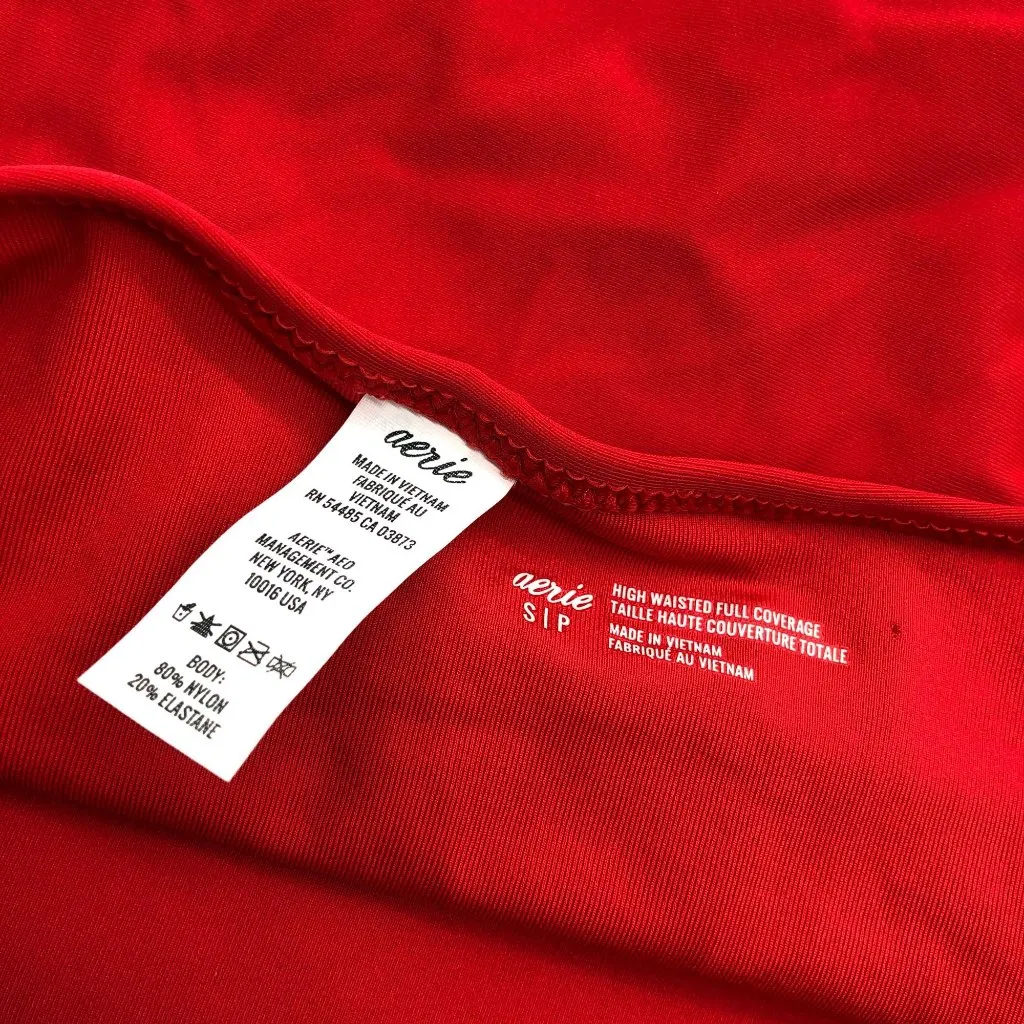 aerie
MADE IN VIETNAM
FABRIQUÉ AU
VIETNAM
RN 54485 CA 03873
AERIE™ AEO
MANAGEMENT CO.
NEW YORK, NY
10016 USA
BODY:
80% NYLON
20% ELASTANE
aerie
S|P
HIGH WAISTED FULL COVERAGE
TAILLE HAUTE COUVERTURE TOTALE
MADE IN VIETNAM
FABRIQUÉ AU VIETNAM